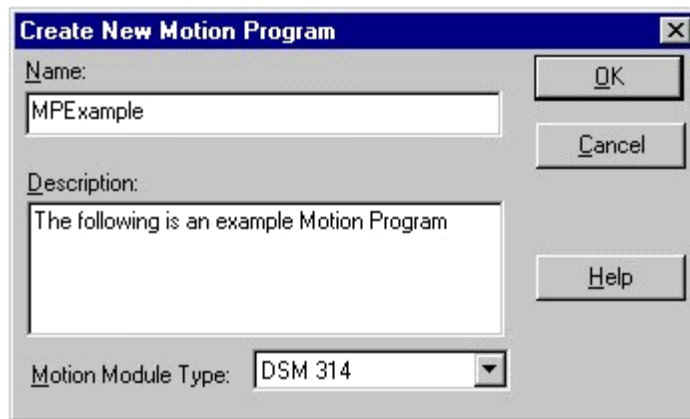 Create New Motion Program
Name:
OK
MPExample
Cancel
Description:
The following is an example Motion Program
Help
Motion Module Type: DSM 314